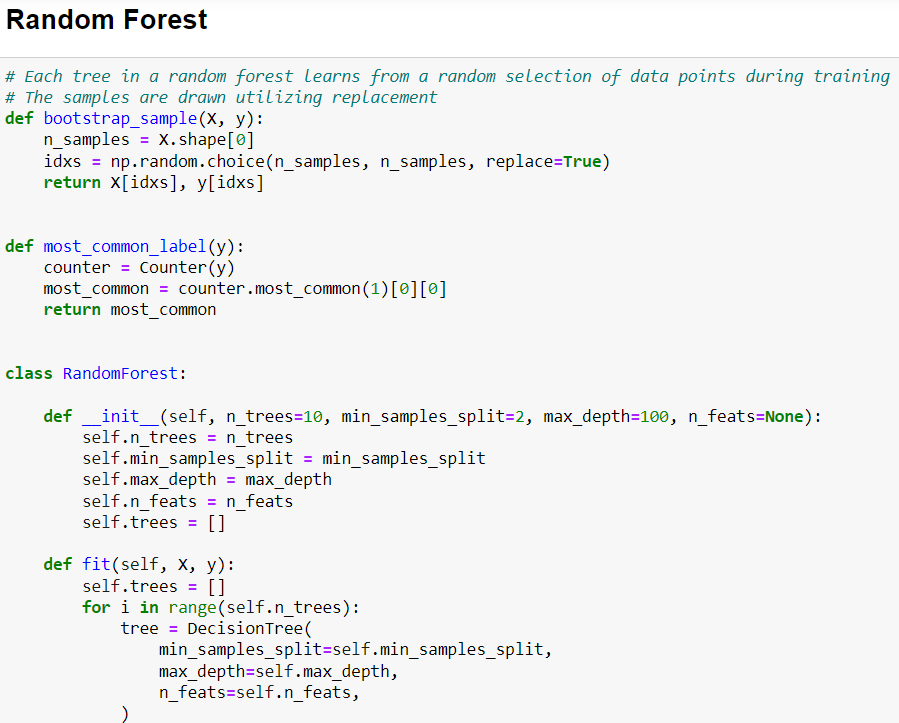 Random Forest
# Each tree in a random forest learns from a random selection of data points during training
# The samples are drawn utilizing replacement
def bootstrap_sample(X, y):
    n_samples = X.shape[0]
    idxs = np.random.choice(n_samples, n_samples, replace=True)
    return X[idxs], y[idxs]
def most_common_label(y):
    counter = Counter(y)
    most_common = counter.most_common(1)[0][0]
    return most_common
class RandomForest:
    def __init__(self, n_trees=10, min_samples_split=2, max_depth=100, n_feats=None):
        self.n_trees = n_trees
        self.min_samples_split = min_samples_split
        self.max_depth = max_depth
        self.n_feats = n_feats
        self.trees = []
    def fit(self, X, y):
        self.trees = []
        for i in range(self.n_trees):
            tree = DecisionTree(
                min_samples_split=self.min_samples_split,
                max_depth=self.max_depth,
                n_feats=self.n_feats,
            )